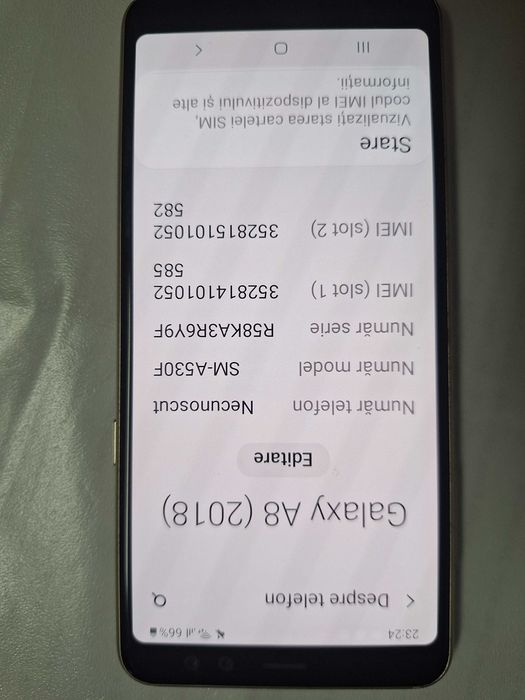 23:24
66%
Despre telefon
Galaxy A8 (2018)
Editare
Număr telefon Necunoscut
Număr model SM-A530F
Număr serie R58KA3R6Y9F
IMEI (slot 1) 352814101052
585
IMEI (slot 2) 352815101052
582
Stare
Vizualizați starea cartelei SIM,
codul IMEI al dispozitivului și alte
informații.